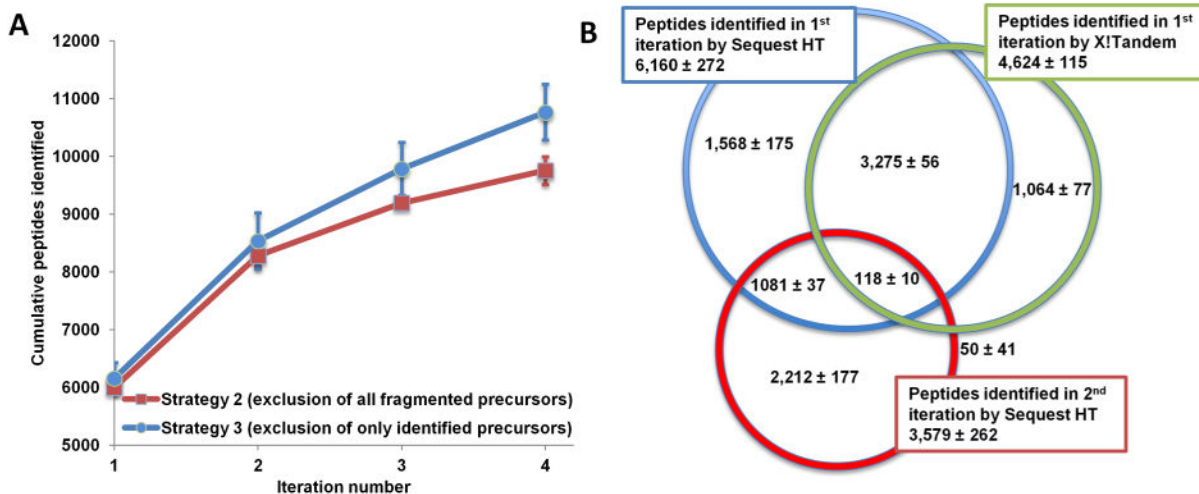 A
12000
11000
10000
9000
8000
7000
6000
5000
Cumulative peptides identified
1
2
3
4
Iteration number
Strategy 2 (exclusion of all fragmented precursors)
Strategy 3 (exclusion of only identified precursors)
B
Peptides identified in 1st
iteration by Sequest HT
6,160 ± 272
Peptides identified in 1st
iteration by X!Tandem
4,624 ± 115
1,568 ± 175
3,275 ± 56
1,064 ± 77
1081 ± 37
118 ± 10
50 ± 41
2,212 ± 177
Peptides identified in 2nd
iteration by Sequest HT
3,579 ± 262